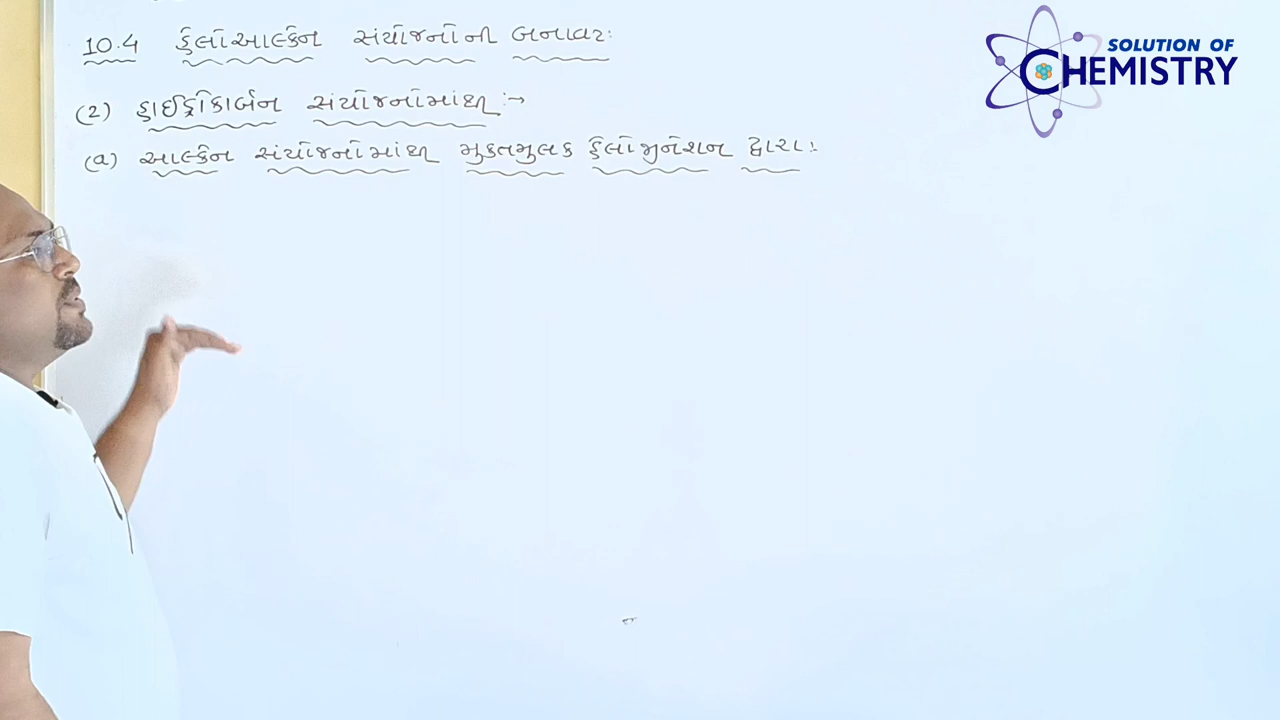 10.4 હેલોઆલ્કેન સંયોજનોની બનાવટ:
(2) હાઈડ્રોકાર્બન સંયોજનોમાંથી :→
(a) આલ્કેન સંયોજનોમાંથી મુક્તમુલક હેલોજીનેશન દ્વારા :
SOLUTION OF
CHEMISTRY